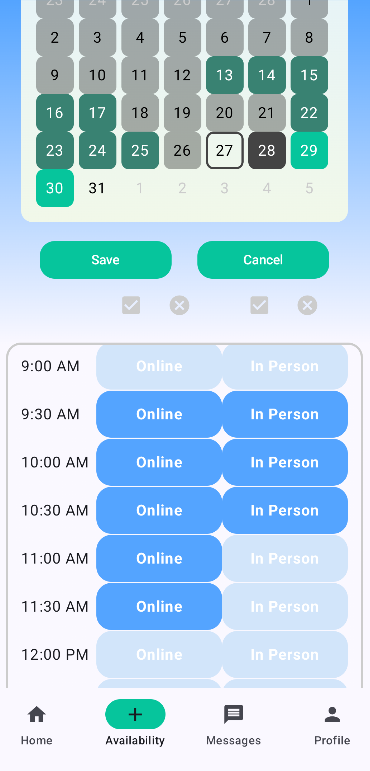 23 24 25 26 27 28 1
2 3 4 5 6 7 8
9 10 11 12 13 14 15
16 17 18 19 20 21 22
23 24 25 26 27 28 29
30 31 1 2 3 4 5
Save Cancel
9:00 AM Online In Person
9:30 AM Online In Person
10:00 AM Online In Person
10:30 AM Online In Person
11:00 AM Online In Person
11:30 AM Online In Person
12:00 PM Online In Person
Home Availability Messages Profile